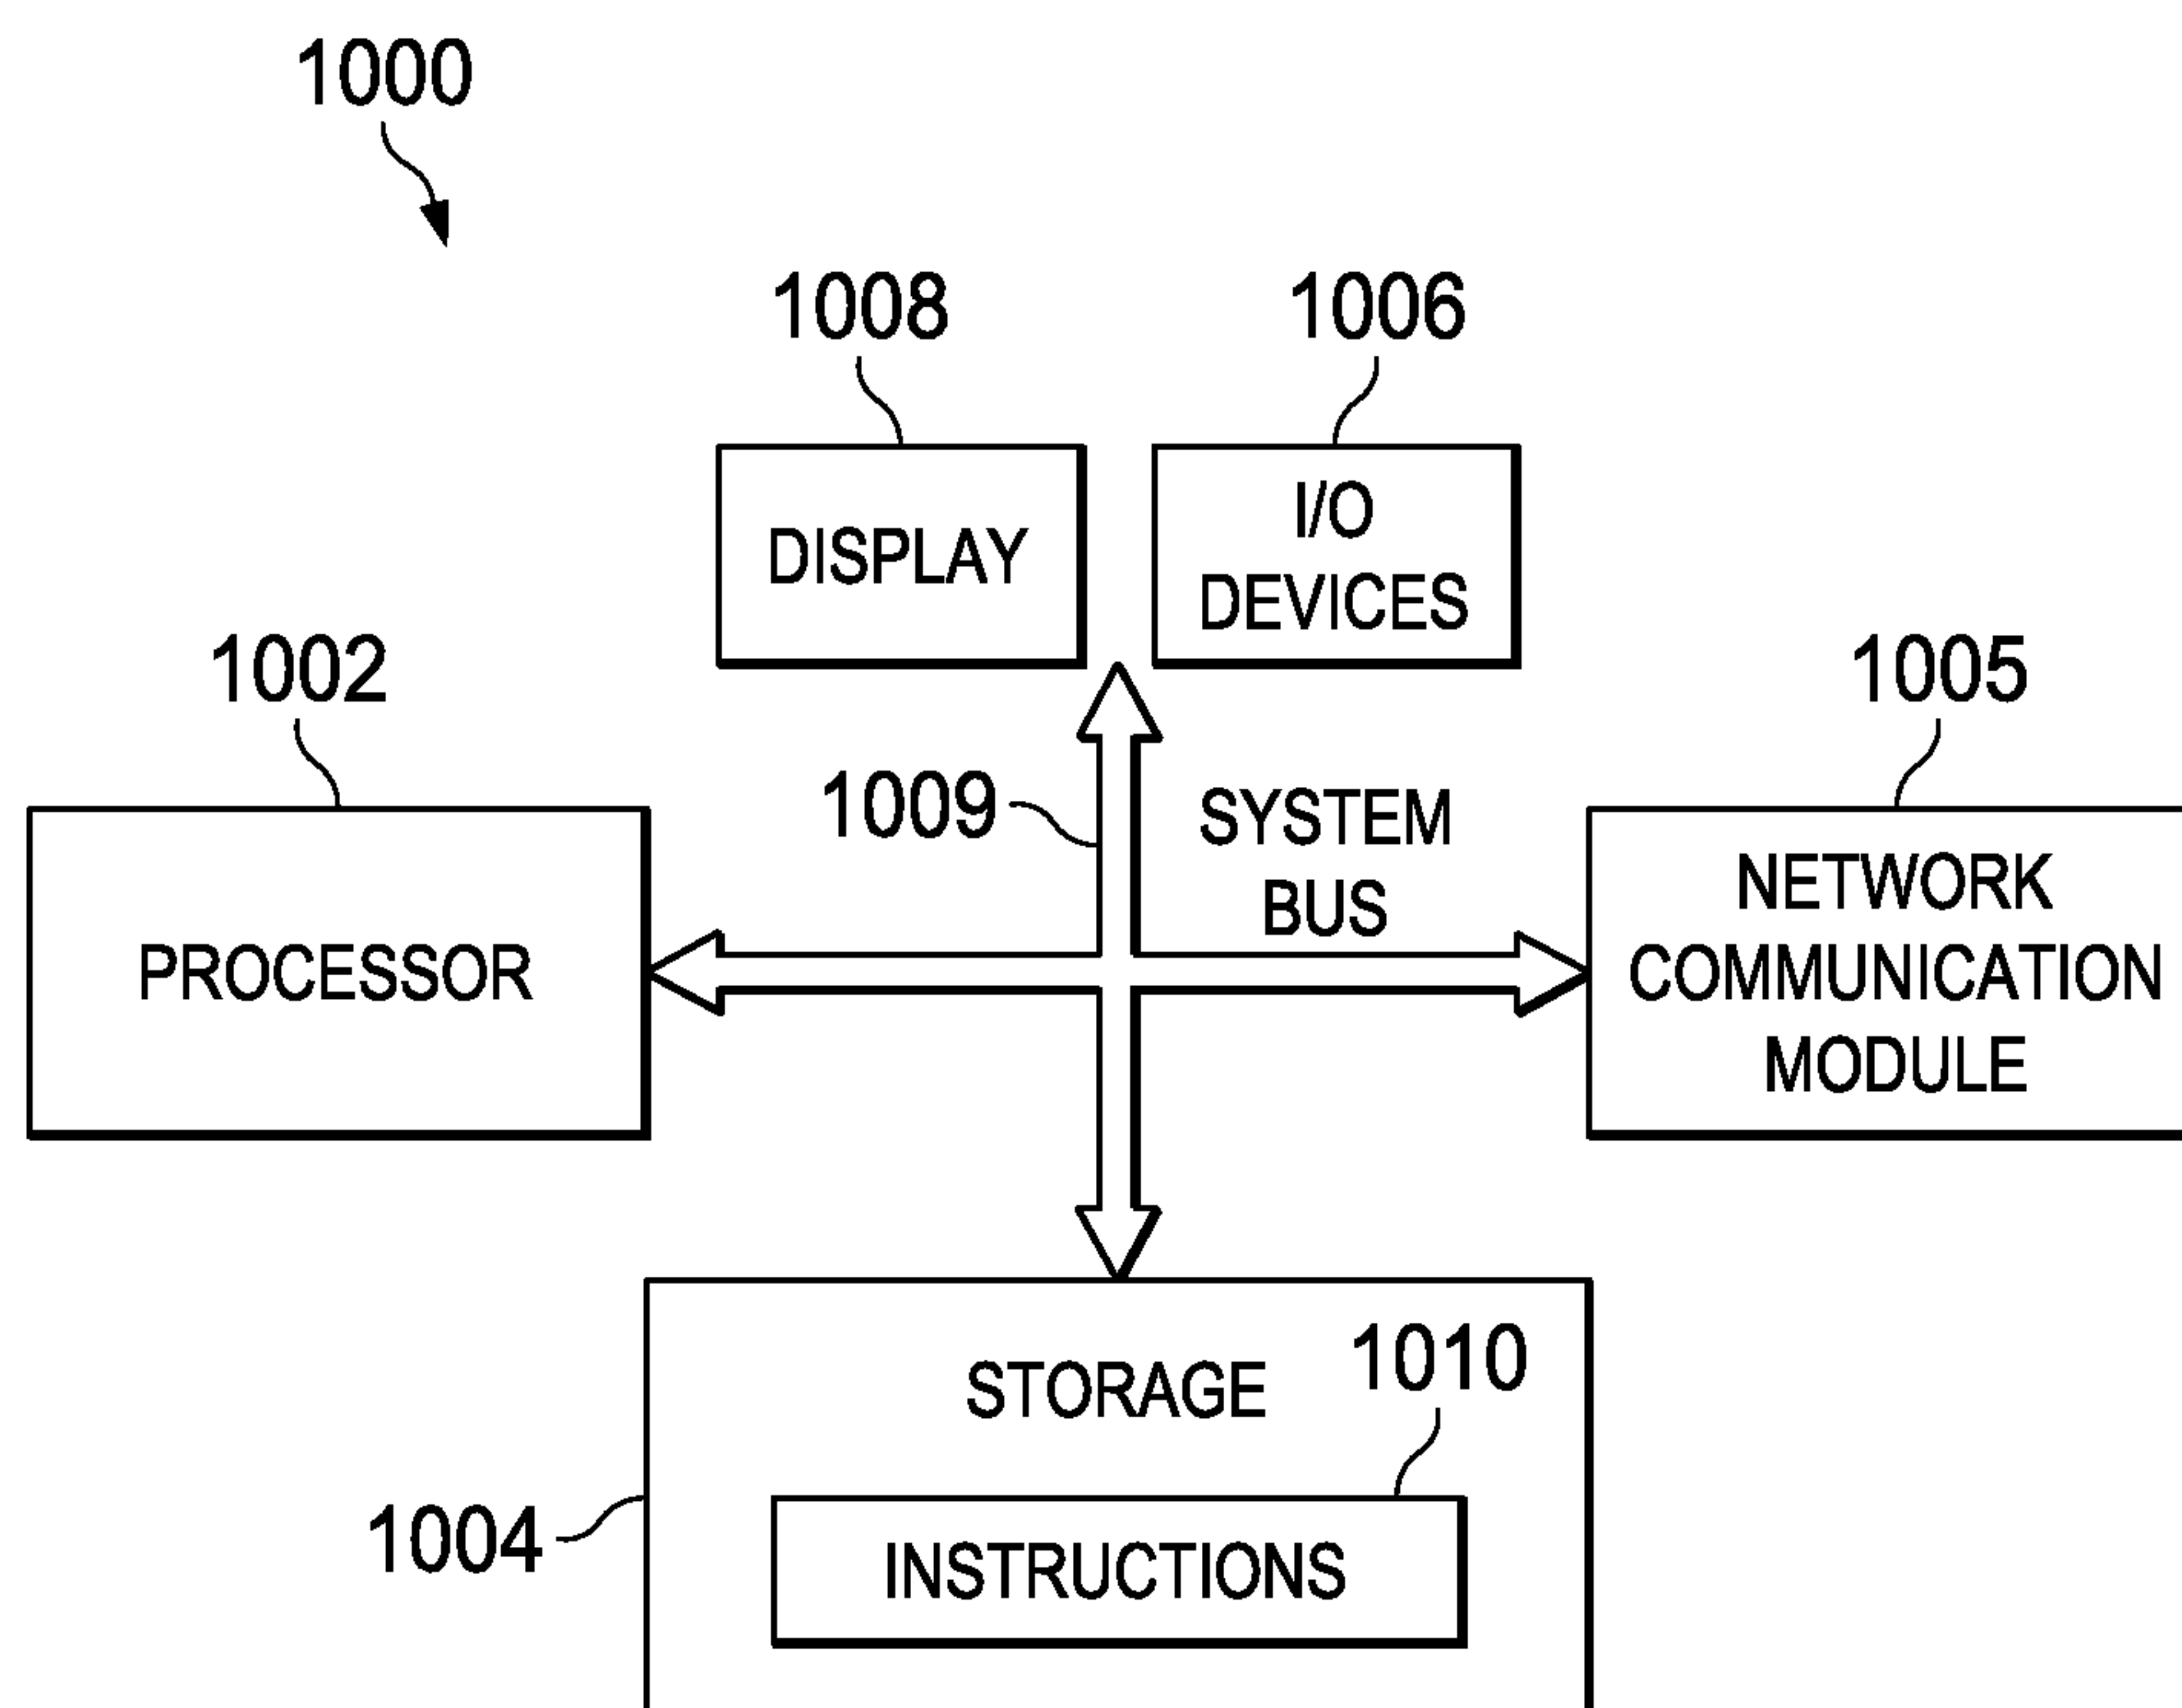 1000
1008
1006
DISPLAY
I/O
DEVICES
1002
1005
1009
SYSTEM
BUS
PROCESSOR
NETWORK
COMMUNICATION
MODULE
STORAGE
1010
1004
INSTRUCTIONS